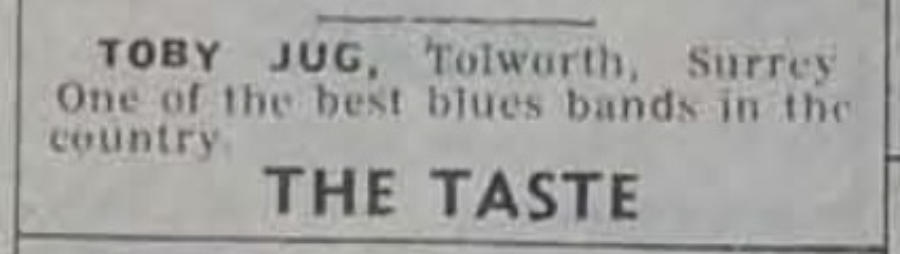 TOBY JUG, Tolworth, Surrey
One of the best blues bands in the
country.
THE TASTE